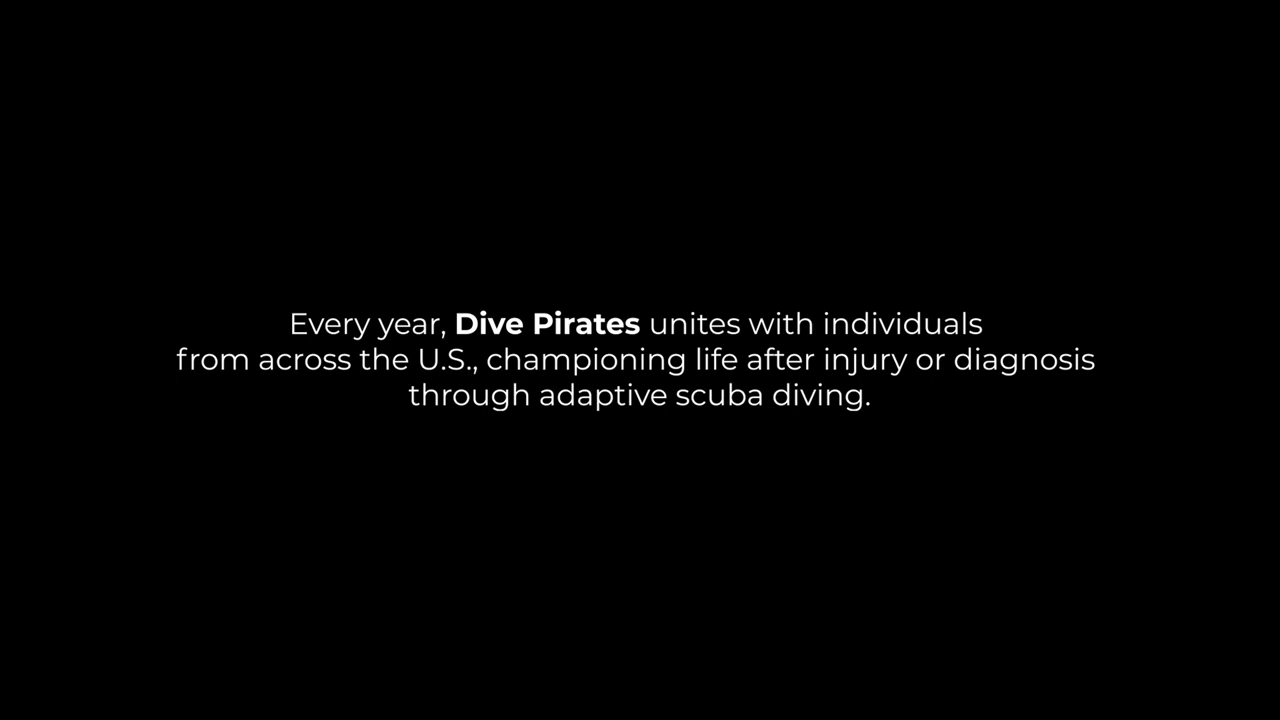 Every year, Dive Pirates unites with individuals
from across the U.S., championing life after injury or diagnosis
through adaptive scuba diving.